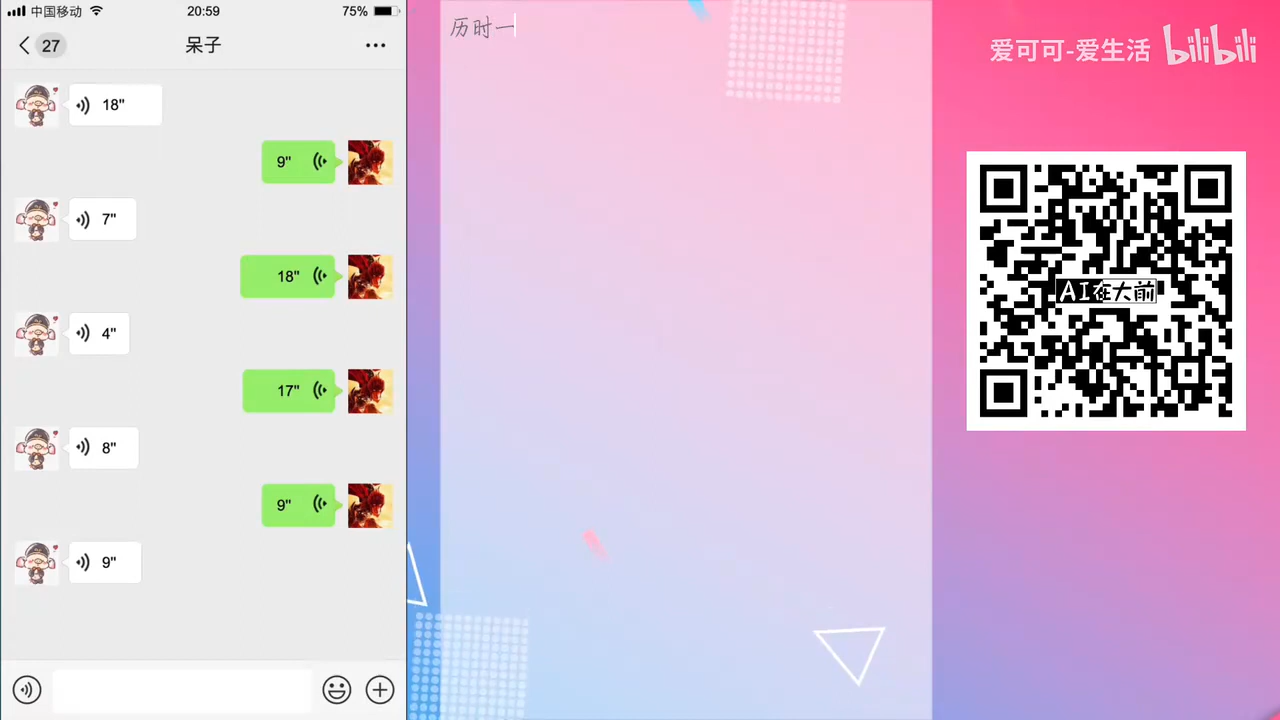 中国移动
20:59
75%
27
呆子
18"
9"
7"
18"
4"
17"
8"
9"
9"
历时一
爱可可-爱生活 bilibili
AI在大前